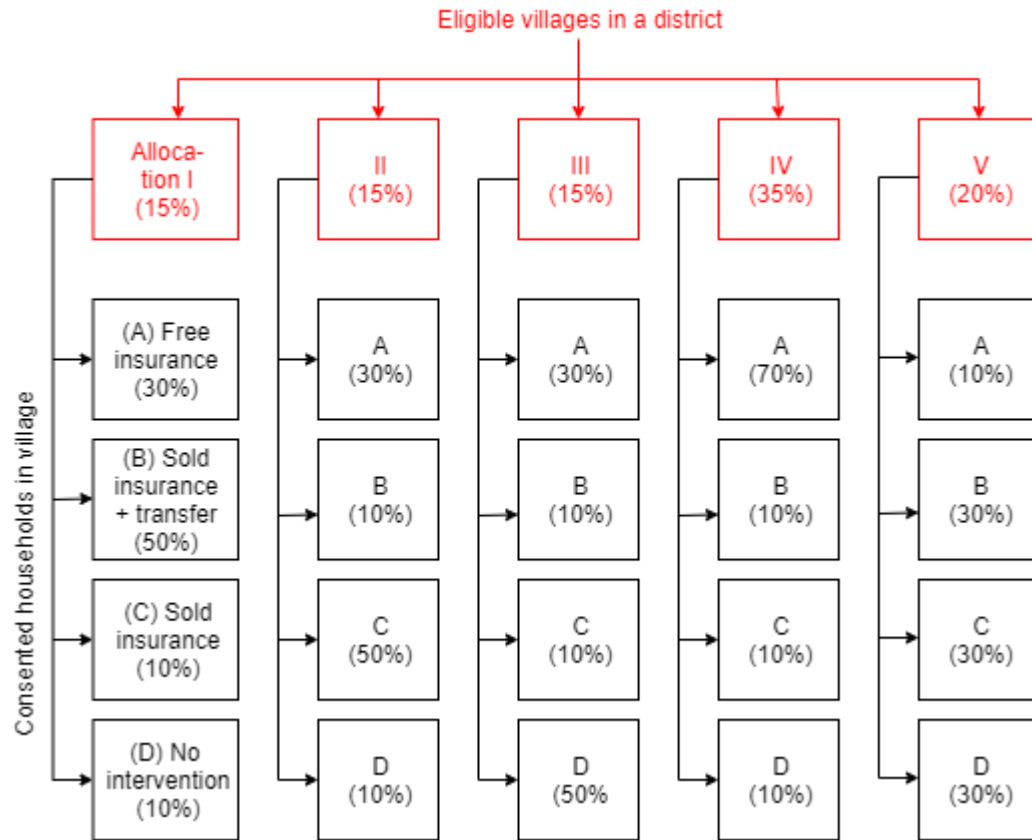 Eligible villages in a district
Alloca-
tion I
(15%)
II
(15%)
III
(15%)
IV
(35%)
V
(20%)
Consented households in village
(A) Free
insurance
(30%)
A
(30%)
A
(30%)
A
(70%)
A
(10%)
(B) Sold
insurance
+ transfer
(50%)
B
(10%)
B
(10%)
B
(10%)
B
(30%)
(C) Sold
insurance
(10%)
C
(50%)
C
(10%)
C
(10%)
C
(30%)
(D) No
intervention
(10%)
D
(10%)
D
(50%
D
(10%)
D
(30%)